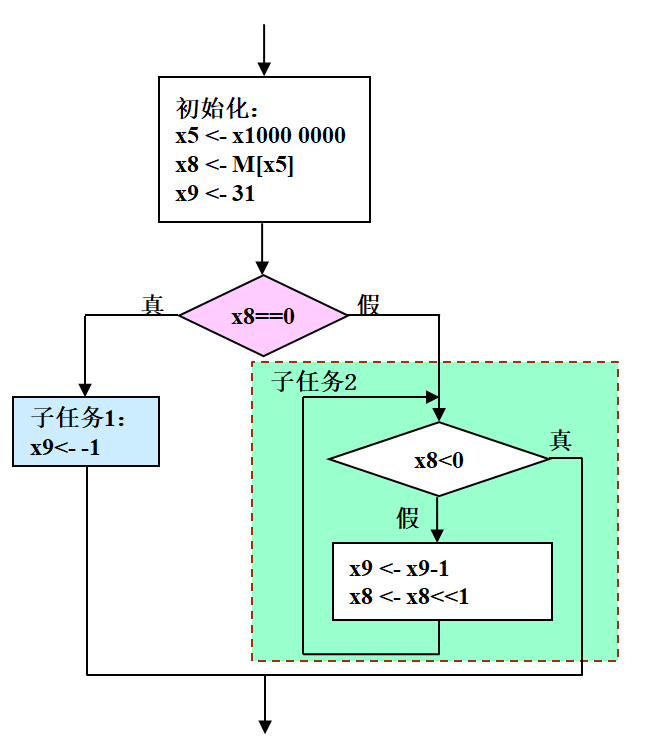 初始化：
x5 <- x1000 0000
x8 <- M[x5]
x9 <- 31
真
x8==0
假
子任务1：
x9<- -1
子任务2
x8<0
真
假
x9 <- x9-1
x8 <- x8<<1